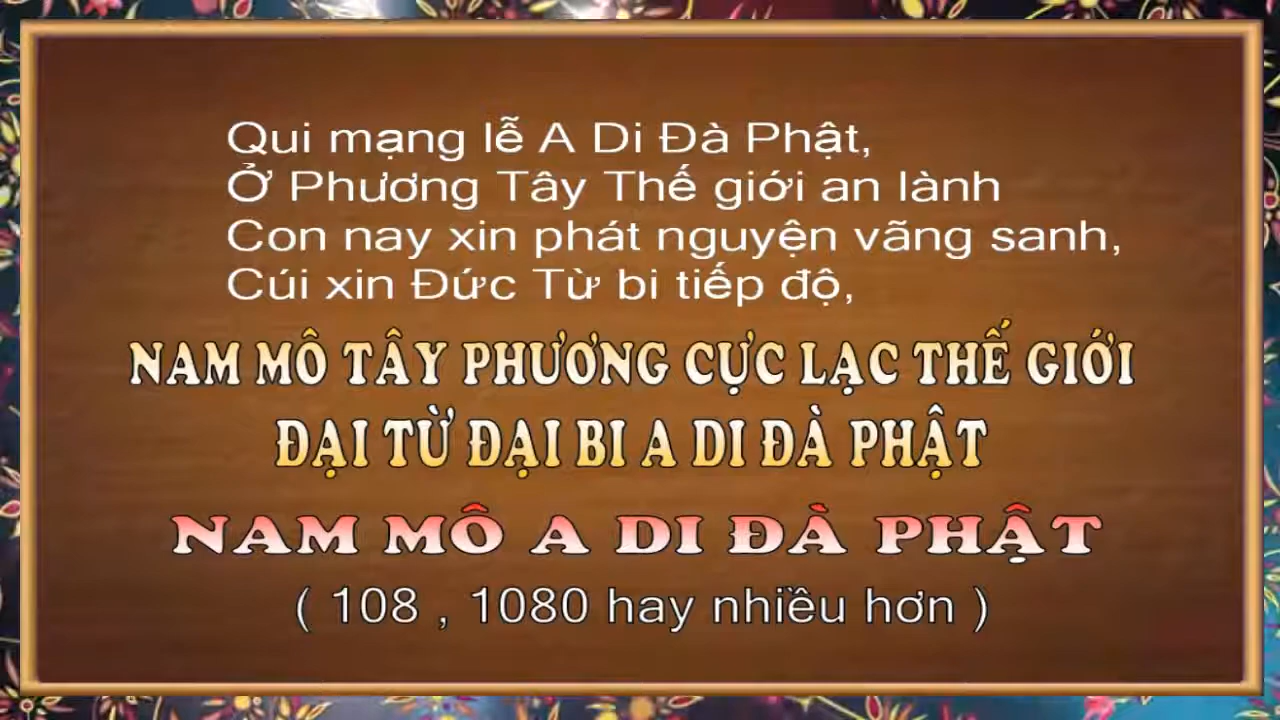 Qui mạng lễ A Di Đà Phật,
Ở Phương Tây Thế giới an lành
Con nay xin phát nguyện vãng sanh,
Cúi xin Đức Từ bi tiếp độ,
NAM MÔ TÂY PHƯƠNG CỰC LẠC THẾ GIỚI
ĐẠI TỪ ĐẠI BI A DI ĐÀ PHẬT
NAM MÔ A DI ĐÀ PHẬT
( 108 , 1080 hay nhiều hơn )